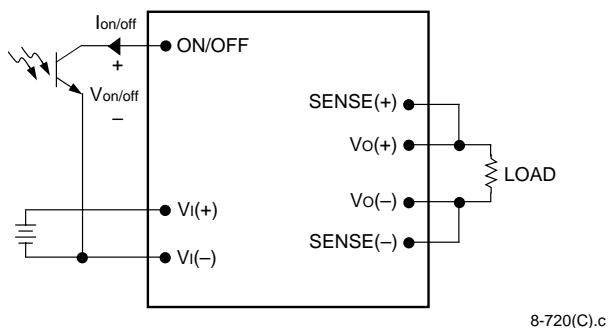 Ion/off
ON/OFF
+
Von/off
–
SENSE(+)
VO(+)
LOAD
VO(–)
SENSE(–)
VI(+)
VI(–)
8-720(C).c